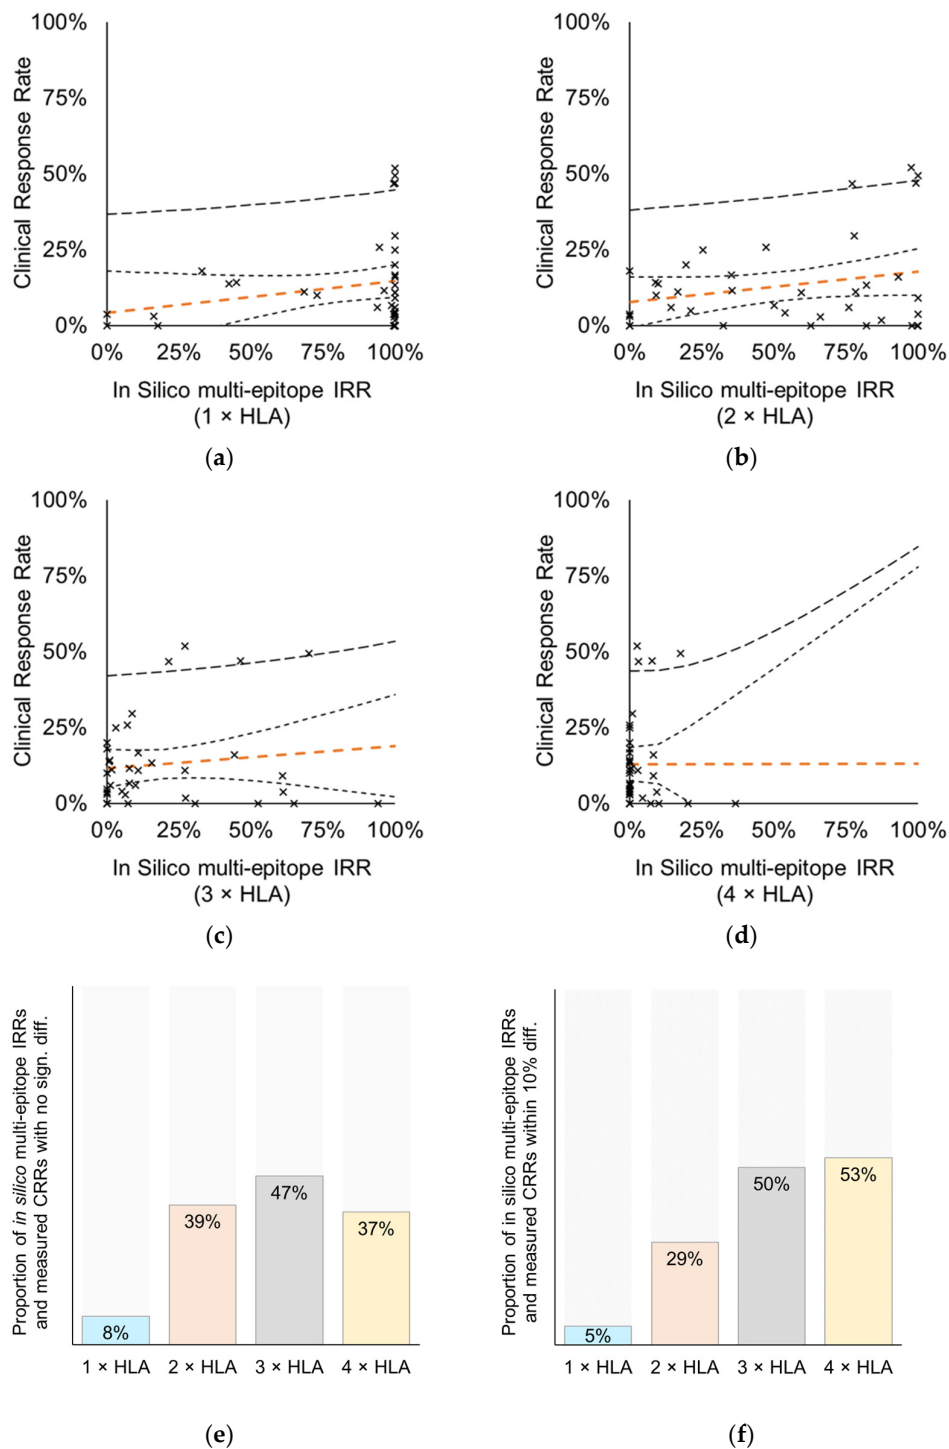 100%
75%
50%
25%
0%
Clinical Response Rate
0% 25% 50% 75% 100%
In Silico multi-epitope IRR
(1 × HLA)
(a)
100%
75%
50%
25%
0%
Clinical Response Rate
0% 25% 50% 75% 100%
In Silico multi-epitope IRR
(2 × HLA)
(b)
100%
75%
50%
25%
0%
Clinical Response Rate
0% 25% 50% 75% 100%
In Silico multi-epitope IRR
(3 × HLA)
(c)
100%
75%
50%
25%
0%
Clinical Response Rate
0% 25% 50% 75% 100%
In Silico multi-epitope IRR
(4 × HLA)
(d)
Proportion of in silico multi-epitope IRRs
and measured CRRs with no sign. diff.
8%
39%
47%
37%
1 × HLA 2 × HLA 3 × HLA 4 × HLA
(e)
Proportion of in silico multi-epitope IRRs
and measured CRRs within 10% diff.
5%
29%
50%
53%
1 × HLA 2 × HLA 3 × HLA 4 × HLA
(f)